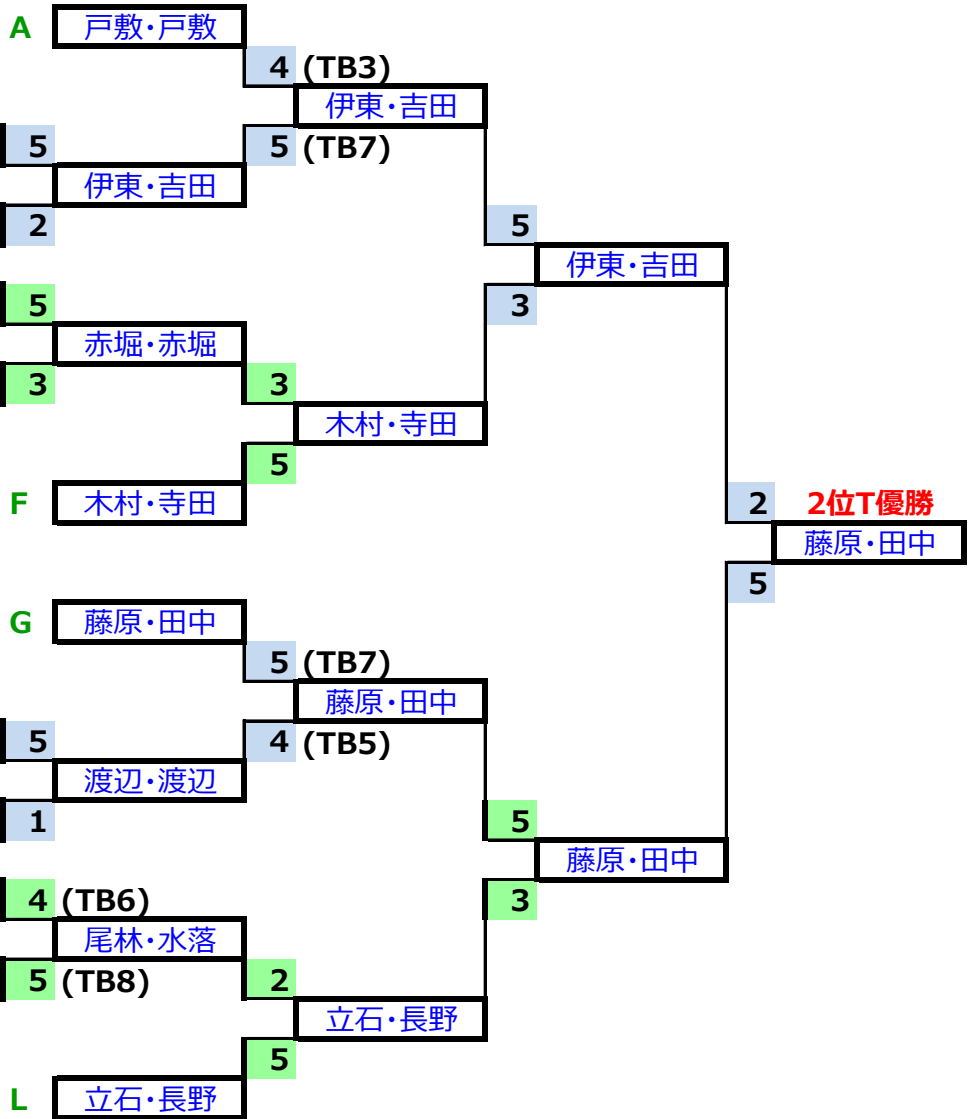 A 戸敷・戸敷
4 (TB3)
伊東・吉田
5 5 (TB7)
伊東・吉田
2 5
伊東・吉田
5 3
赤堀・赤堀
3 3
木村・寺田
5
F 木村・寺田 2 2位T優勝
藤原・田中
5
G 藤原・田中
5 (TB7)
藤原・田中
5 4 (TB5)
渡辺・渡辺
1 5
藤原・田中
4 (TB6) 3
尾林・水落
5 (TB8) 2
立石・長野
5
L 立石・長野